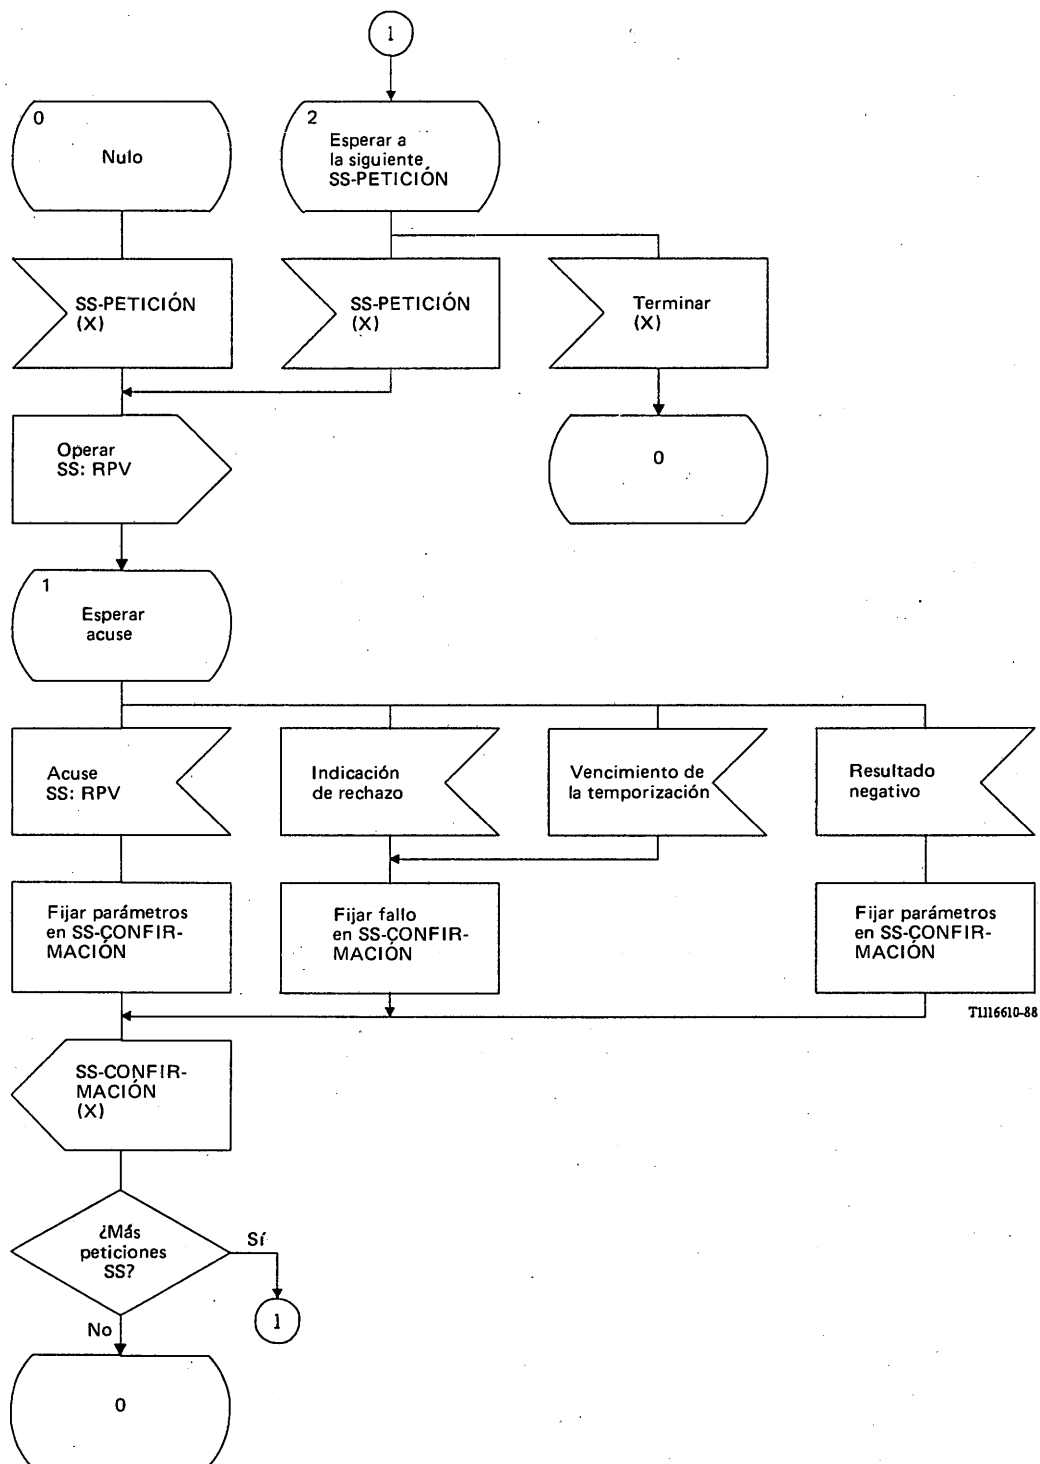 1
0
Nulo
2
Esperar a
la siguiente
SS-PETICIÓN
SS-PETICIÓN
(X)
SS-PETICIÓN
(X)
Terminar
(X)
Operar
SS: RPV
0
1
Esperar
acuse
Acuse
SS: RPV
Indicación
de rechazo
Vencimiento de
la temporización
Resultado
negativo
Fijar parámetros
en SS-CONFIR-
MACIÓN
Fijar fallo
en SS-CONFIR-
MACIÓN
Fijar parámetros
en SS-CONFIR-
MACIÓN
T1116610-88
SS-CONFIR-
MACIÓN
(X)
¿Más
peticiones
SS?
Sí
1
No
0